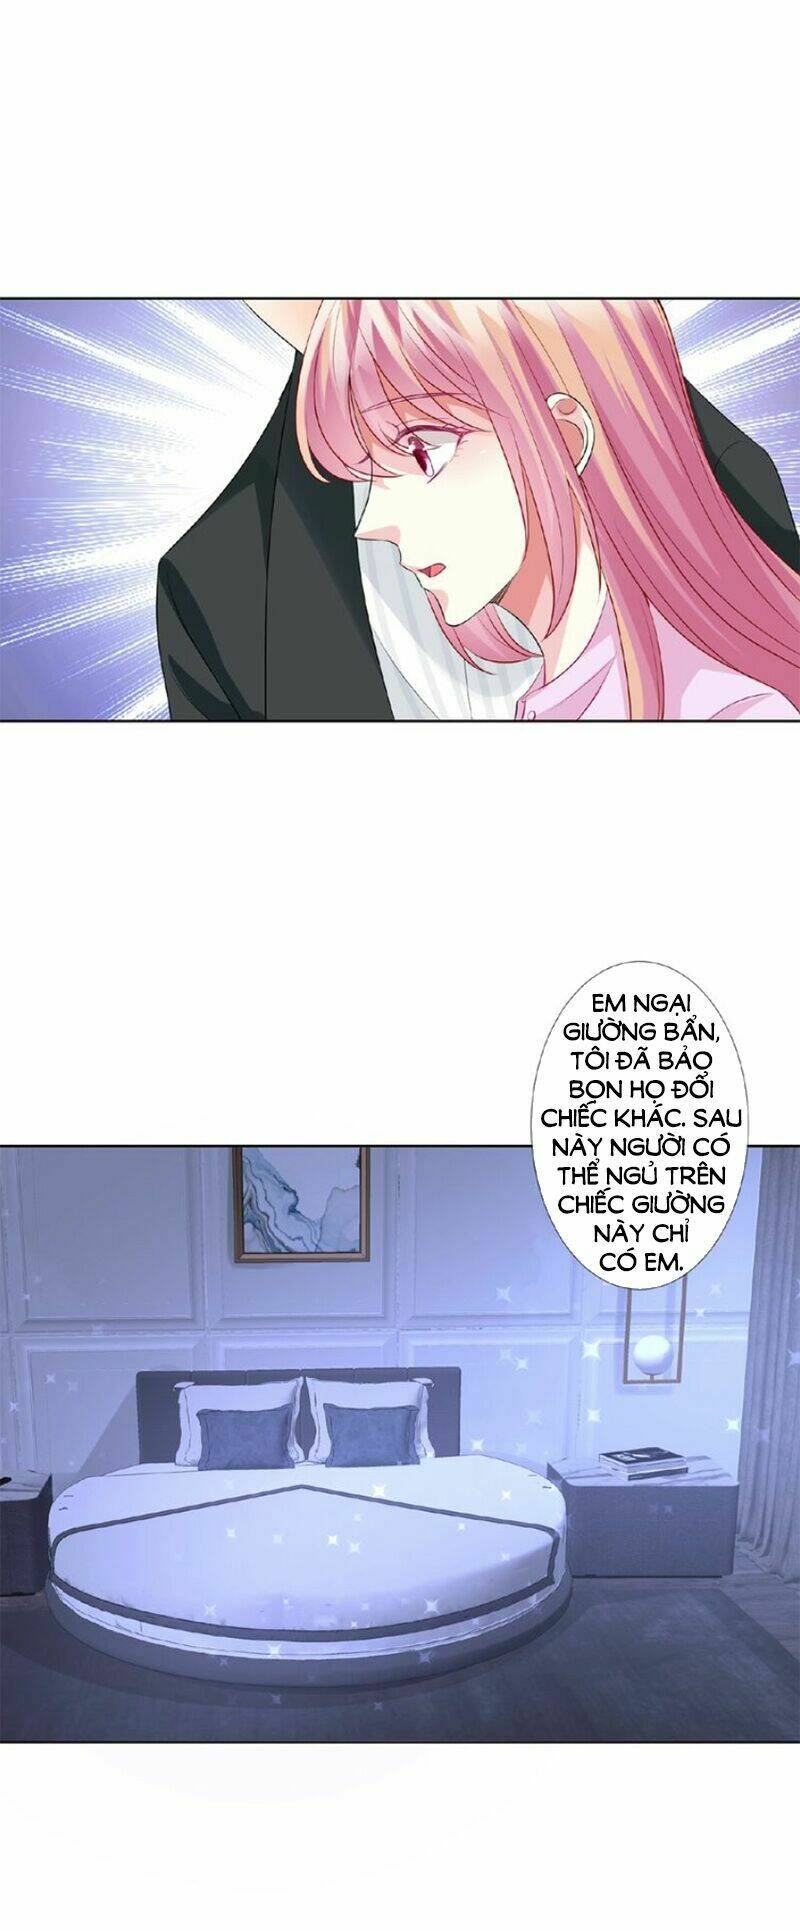 EM NGẠI
GIƯỜNG BẨN,
TÔI ĐÃ BẢO
BỌN HỌ ĐỔI
CHIẾC KHÁC. SAU
NÀY NGƯỜI CÓ
THỂ NGỦ TRÊN
CHIẾC GIƯỜNG
NÀY CHỈ
CÓ EM.